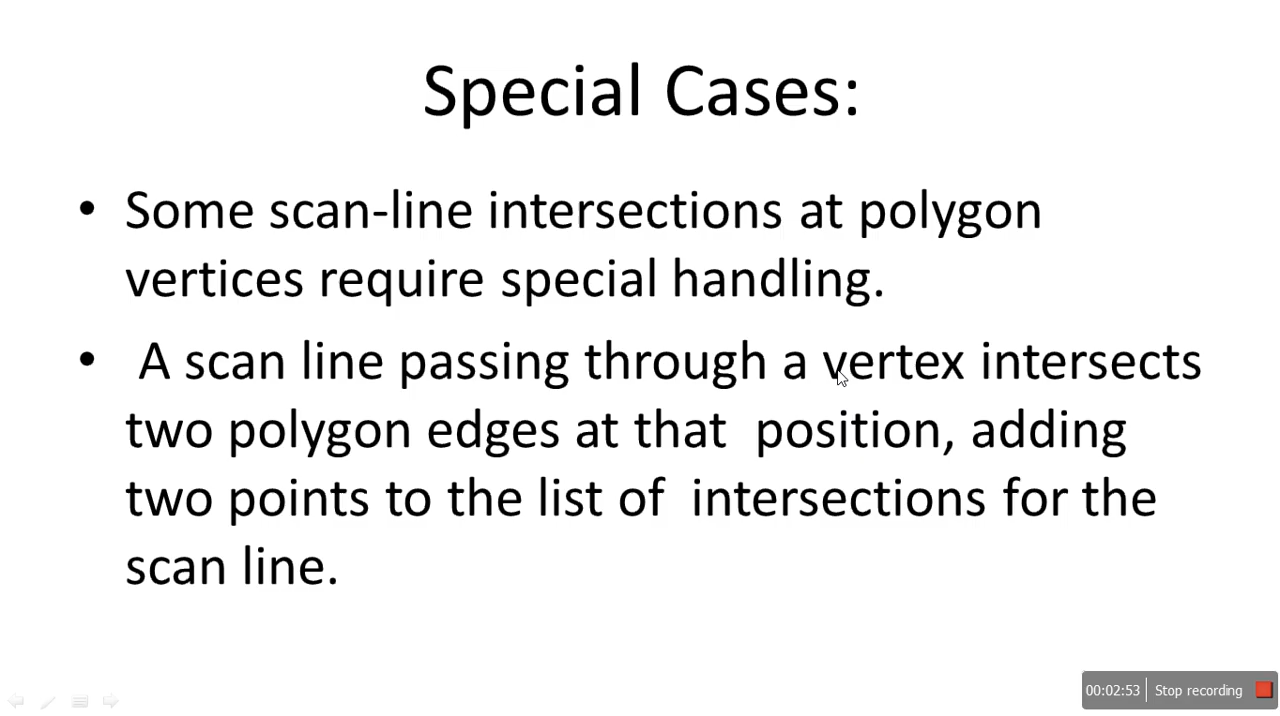 Special Cases:
• Some scan-line intersections at polygon
vertices require special handling.
• A scan line passing through a vertex intersects
two polygon edges at that position, adding
two points to the list of intersections for the
scan line.
00:02:53 Stop recording